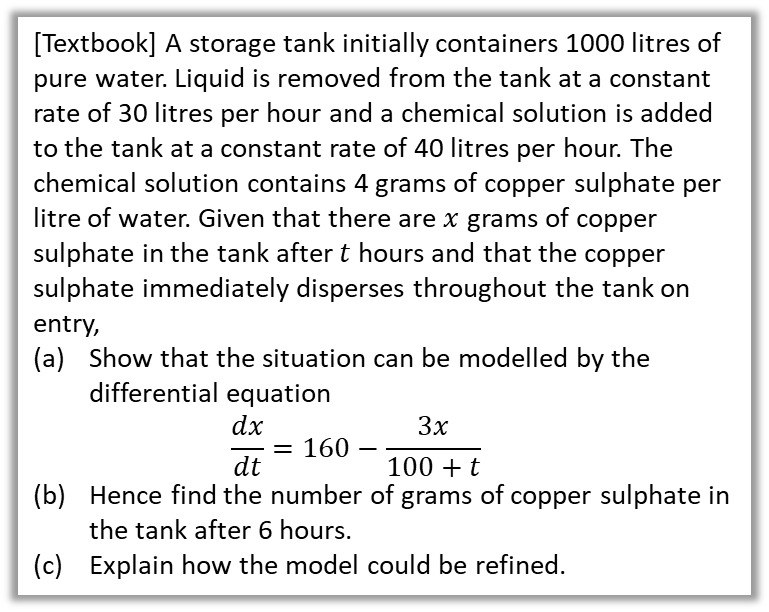 [Textbook] A storage tank initially containers 1000 litres of
pure water. Liquid is removed from the tank at a constant
rate of 30 litres per hour and a chemical solution is added
to the tank at a constant rate of 40 litres per hour. The
chemical solution contains 4 grams of copper sulphate per
litre of water. Given that there are 𝑥 grams of copper
sulphate in the tank after 𝑡 hours and that the copper
sulphate immediately disperses throughout the tank on
entry,
(a) Show that the situation can be modelled by the
differential equation
𝑑𝑥/𝑑𝑡 = 160 − 3𝑥/(100 + 𝑡)
(b) Hence find the number of grams of copper sulphate in
the tank after 6 hours.
(c) Explain how the model could be refined.